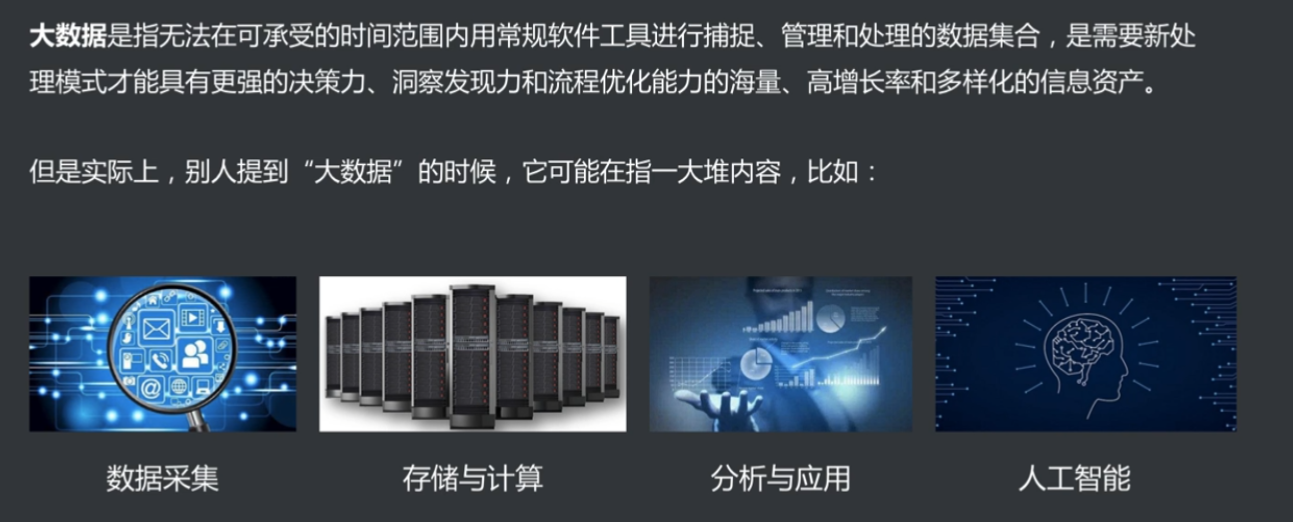 大数据是指无法在可承受的时间范围内用常规软件工具进行捕捉、管理和处理的数据集合，是需要新处
理模式才能具有更强的决策力、洞察发现力和流程优化能力的海量、高增长率和多样化的信息资产。
但是实际上，别人提到“大数据”的时候，它可能在指一大堆内容，比如：
数据采集
存储与计算
分析与应用
人工智能